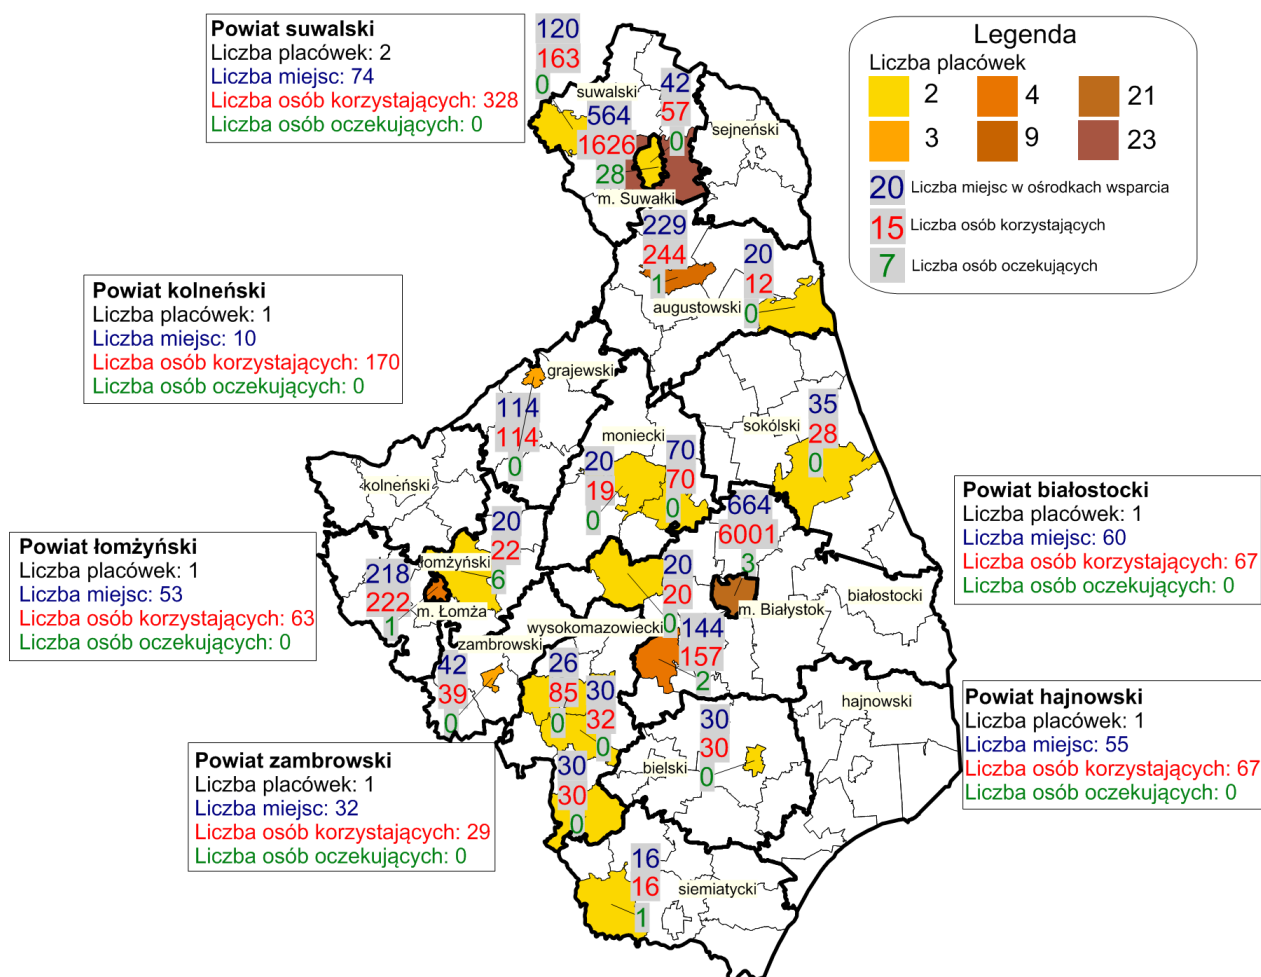 Powiat suwalski
Liczba placówek: 2
Liczba miejsc: 74
Liczba osób korzystających: 328
Liczba osób oczekujących: 0
120
163
0
suwalski
42
57
0
564
1626
28
m. Suwałki
sejneński
Legenda
Liczba placówek
2
4
21
3
9
23
20 Liczba miejsc w ośrodkach wsparcia
15 Liczba osób korzystających
7 Liczba osób oczekujących
229
244
1
augustowski
20
12
0
Powiat kolneński
Liczba placówek: 1
Liczba miejsc: 10
Liczba osób korzystających: 170
Liczba osób oczekujących: 0
grajewski
114
114
0
moniecki
20
19
0
70
70
0
sokólski
35
28
0
kolneński
664
6001
3
m. Białystok
białostocki
Powiat białostocki
Liczba placówek: 1
Liczba miejsc: 60
Liczba osób korzystających: 67
Liczba osób oczekujących: 0
Powiat łomżyński
Liczba placówek: 1
Liczba miejsc: 53
Liczba osób korzystających: 63
Liczba osób oczekujących: 0
20
22
6
łomżyński
218
222
1
m. Łomża
20
20
0
wysokomazowiecki
144
157
2
zambrowski
42
39
0
26
85
0
30
32
0
30
30
0
bielski
30
30
0
hajnowski
Powiat hajnowski
Liczba placówek: 1
Liczba miejsc: 55
Liczba osób korzystających: 67
Liczba osób oczekujących: 0
Powiat zambrowski
Liczba placówek: 1
Liczba miejsc: 32
Liczba osób korzystających: 29
Liczba osób oczekujących: 0
16
16
1
siemiatycki